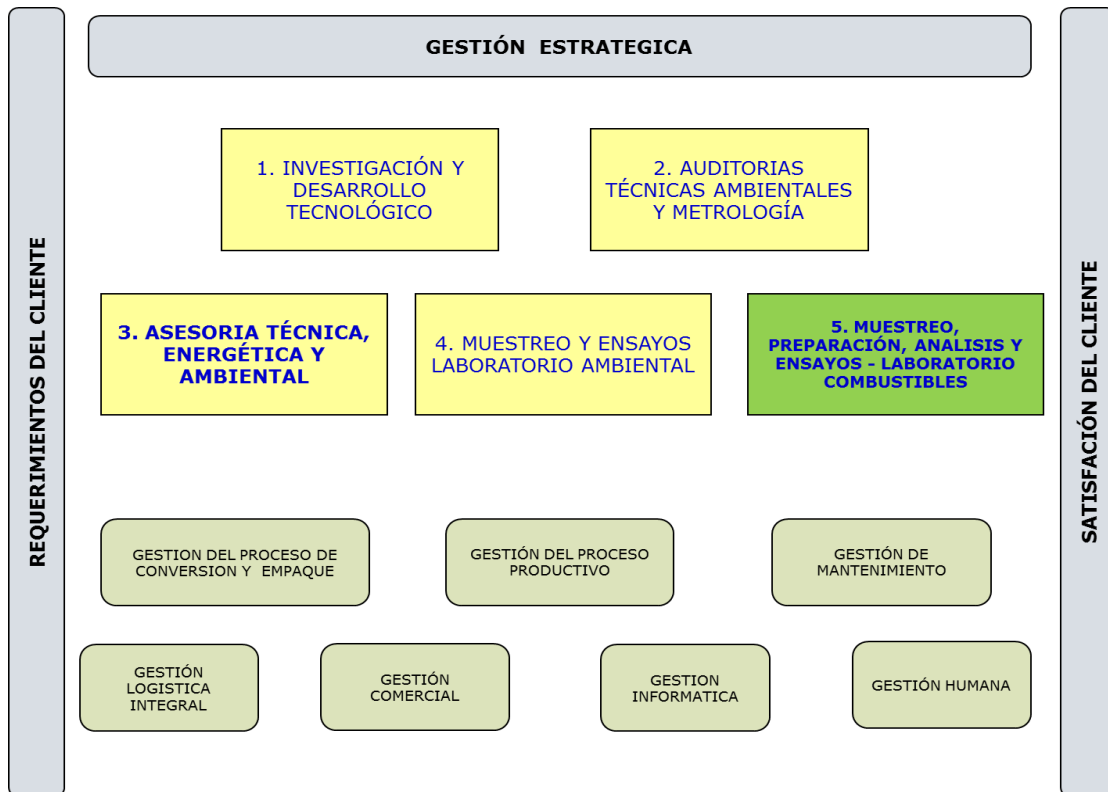 GESTIÓN ESTRATEGICA
REQUERIMIENTOS DEL CLIENTE
1. INVESTIGACIÓN Y
DESARROLLO
TECNOLÓGICO
2. AUDITORIAS
TÉCNICAS AMBIENTALES
Y METROLOGÍA
3. ASESORIA TÉCNICA,
ENERGÉTICA Y
AMBIENTAL
4. MUESTREO Y ENSAYOS
LABORATORIO AMBIENTAL
5. MUESTREO,
PREPARACIÓN, ANALISIS Y
ENSAYOS - LABORATORIO
COMBUSTIBLES
GESTION DEL PROCESO DE
CONVERSION Y EMPAQUE
GESTIÓN DEL PROCESO
PRODUCTIVO
GESTIÓN DE
MANTENIMIENTO
GESTIÓN
LOGISTICA
INTEGRAL
GESTIÓN
COMERCIAL
GESTION
INFORMATICA
GESTIÓN HUMANA
SATISFACIÓN DEL CLIENTE